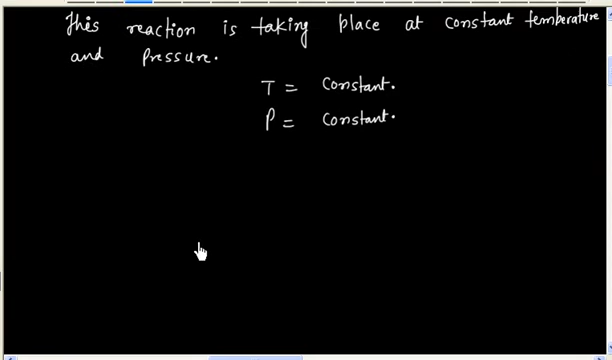 This reaction is taking place at constant temperature
and pressure.
T = Constant.
P = Constant.